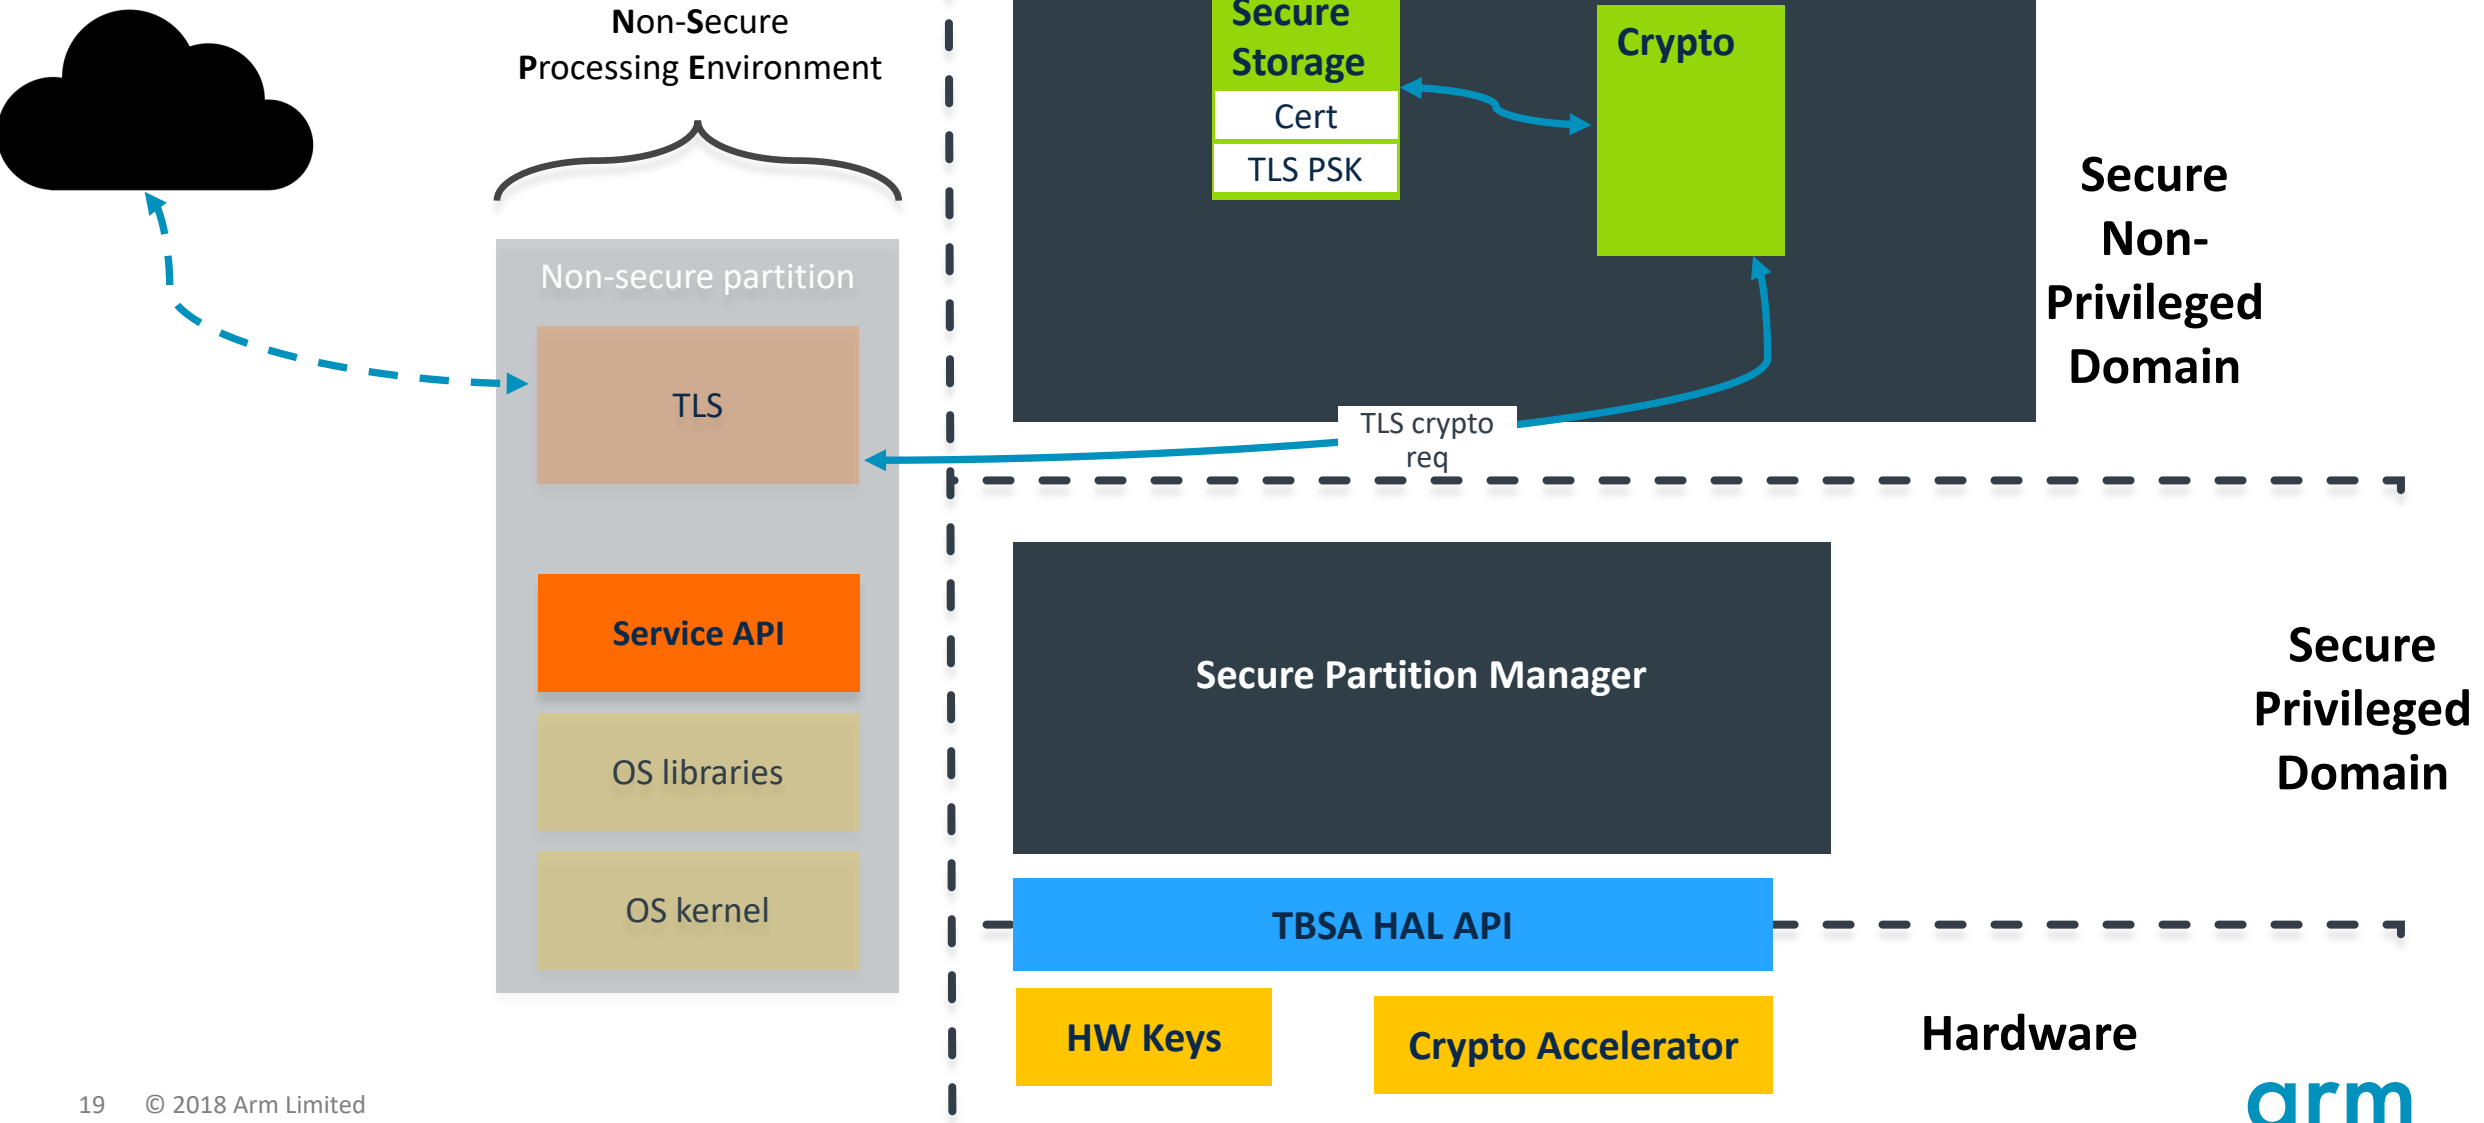 Non-Secure
Processing Environment
Secure
Storage
Cert
TLS PSK
Crypto
Secure
Non-
Privileged
Domain
Non-secure partition
TLS
TLS crypto
req
Service API
OS libraries
OS kernel
Secure Partition Manager
Secure
Privileged
Domain
TBSA HAL API
HW Keys
Crypto Accelerator
Hardware
19 © 2018 Arm Limited
arm